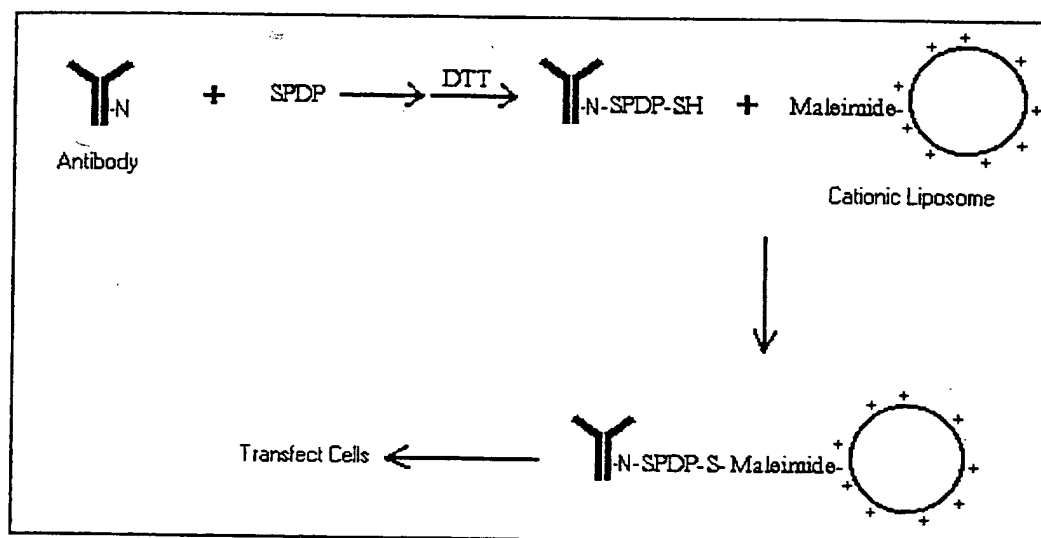 -N
+
SPDP
DTT
-N-SPDP-SH
+
Maleimide-
+ + + + + + + +
Antibody
Cationic Liposome
Transfect Cells
-N-SPDP-S-Maleimide-
+ + + + + + + + +